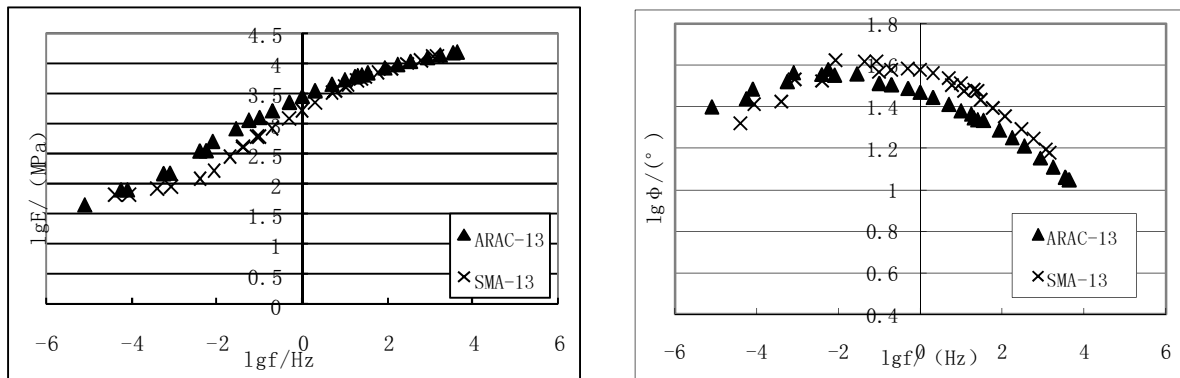 4.5
4
3.5
3
2.5
2
1.5
1
0.5
0
lgE/ (MPa)
ARAC-13
SMA-13
-6 -4 -2 0 2 4 6
lgf/Hz
1.8
1.6
1.4
1.2
1
0.8
0.6
0.4
lgφ/(°)
ARAC-13
SMA-13
-6 -4 -2 0 2 4 6
lgf/ (Hz)